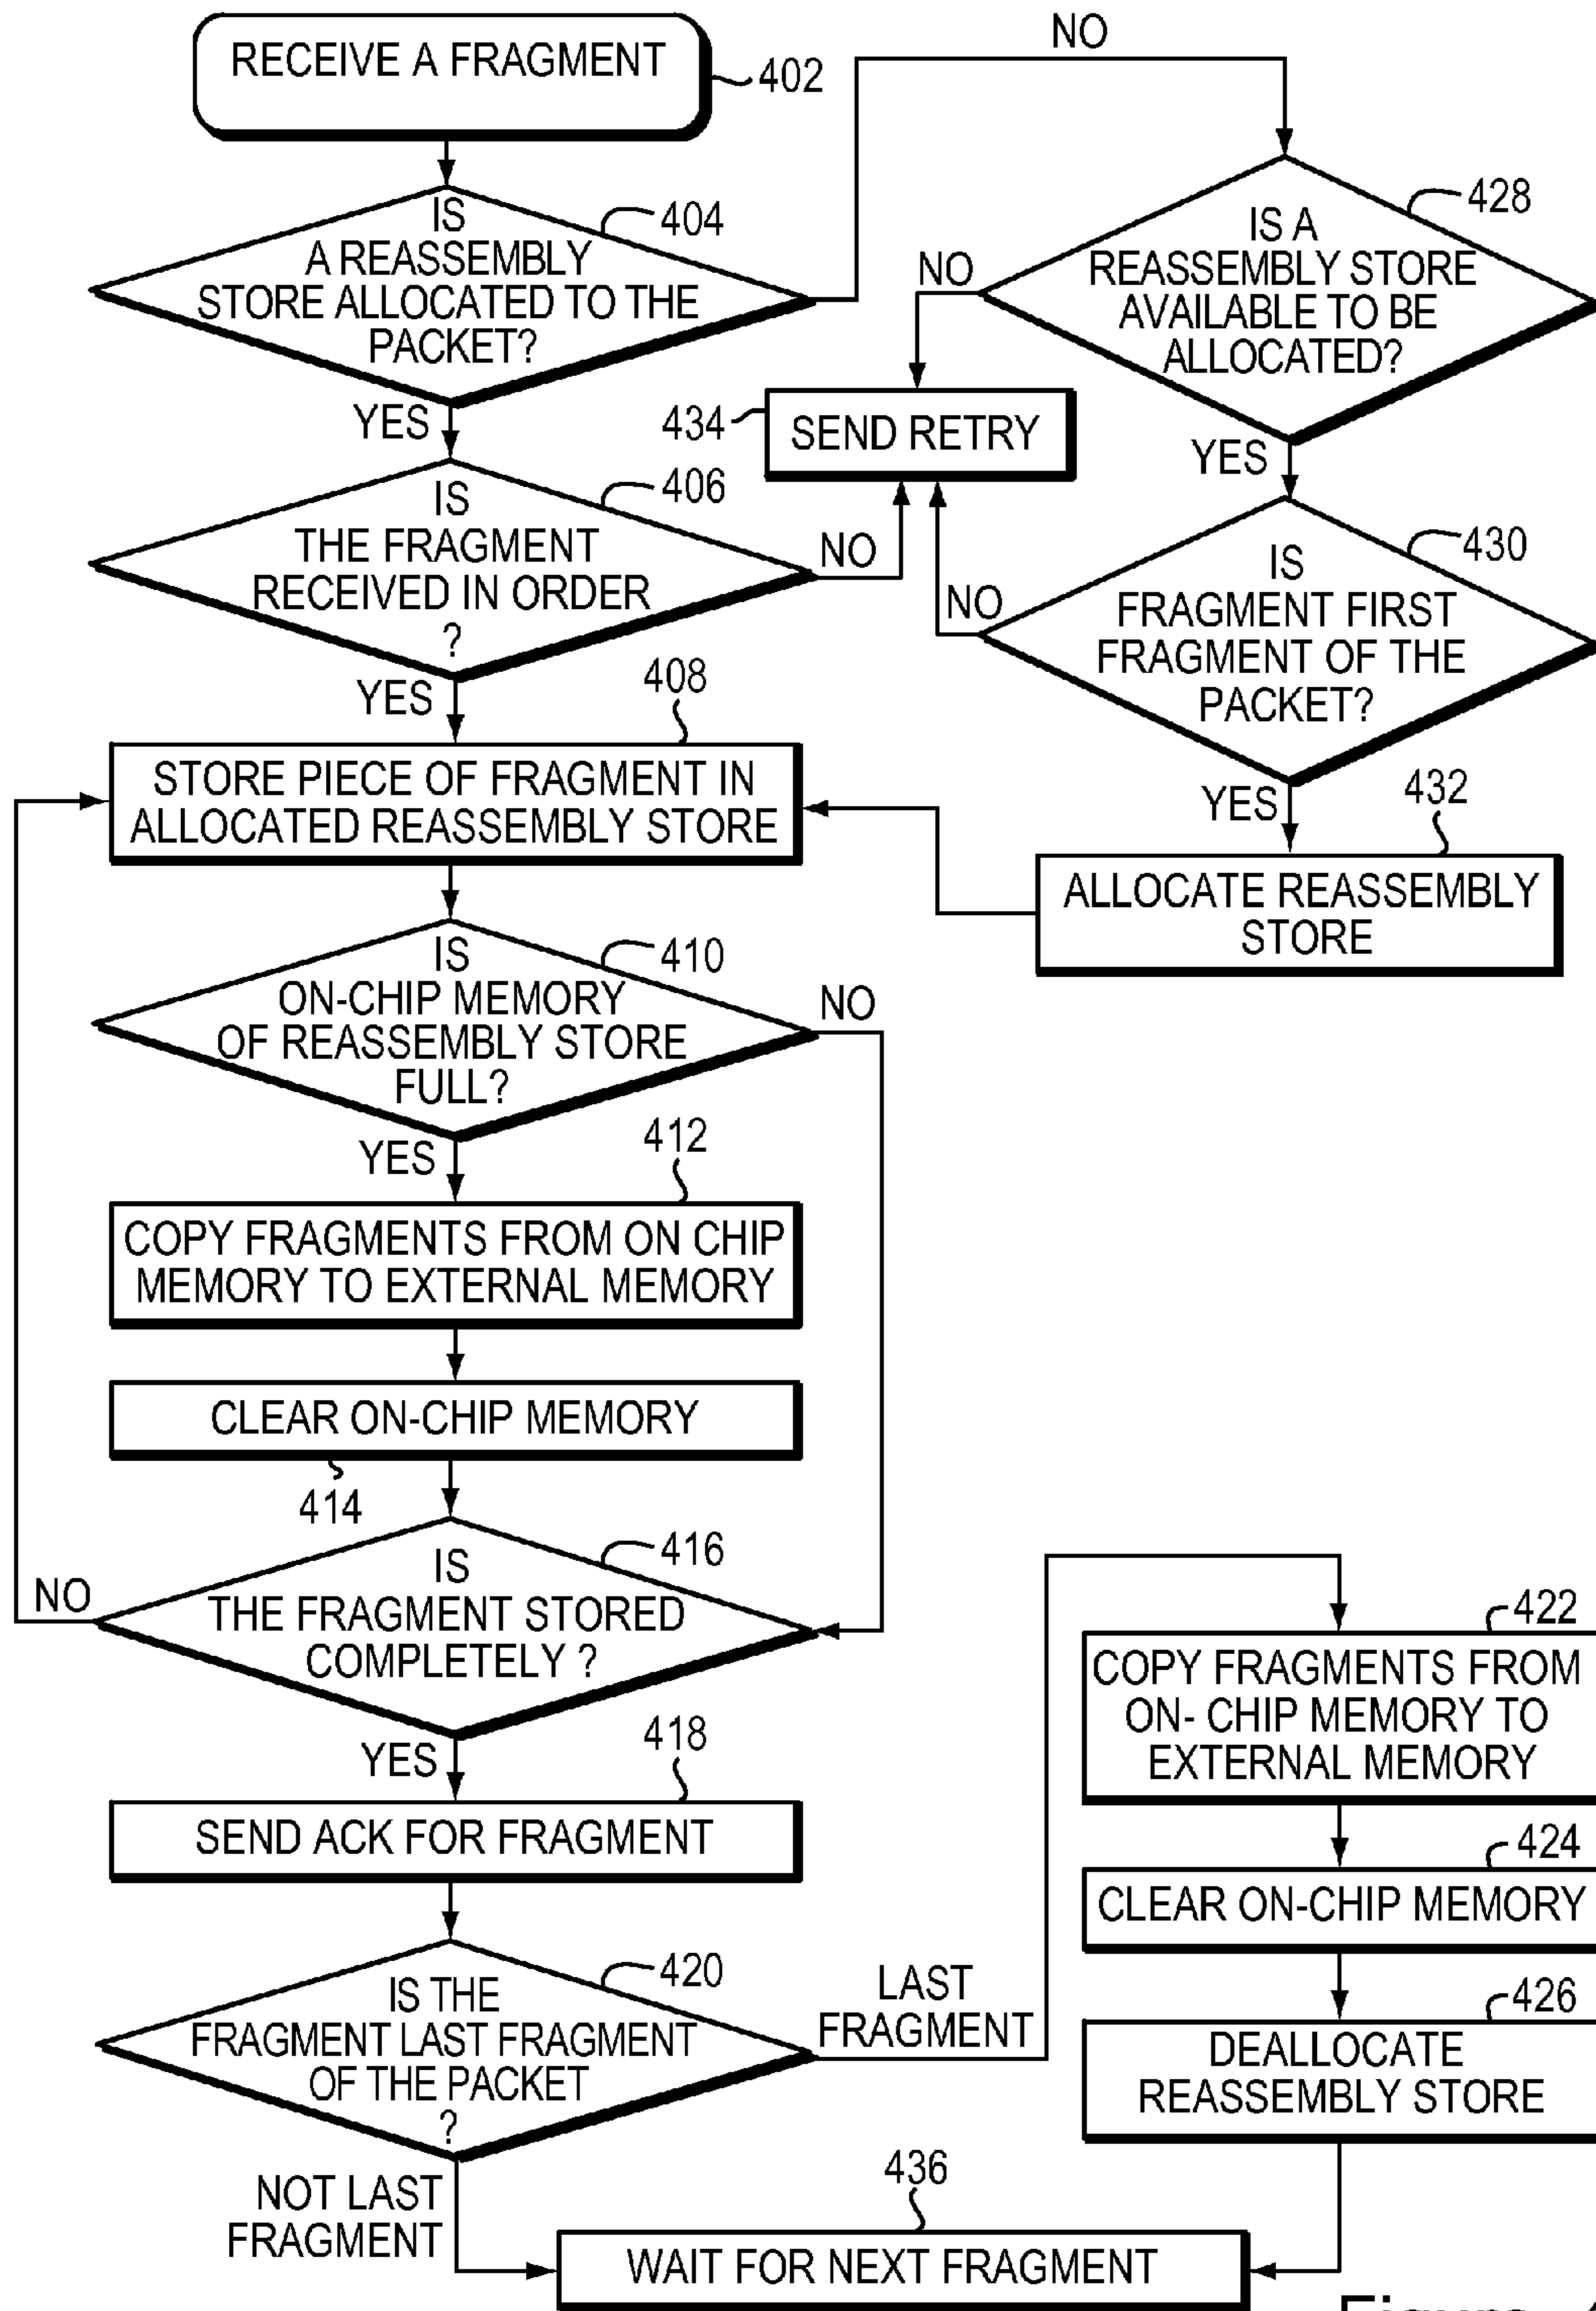 RECEIVE A FRAGMENT
402
NO
IS
A REASSEMBLY
STORE ALLOCATED TO THE
PACKET?
404
YES
IS A
REASSEMBLY STORE
AVAILABLE TO BE
ALLOCATED?
428
NO
YES
434
SEND RETRY
IS
THE FRAGMENT
RECEIVED IN ORDER
?
406
NO
YES
IS
FRAGMENT FIRST
FRAGMENT OF THE
PACKET?
430
NO
YES
408
STORE PIECE OF FRAGMENT IN
ALLOCATED REASSEMBLY STORE
432
ALLOCATE REASSEMBLY
STORE
IS
ON-CHIP MEMORY
OF REASSEMBLY STORE
FULL?
410
NO
YES
412
COPY FRAGMENTS FROM ON CHIP
MEMORY TO EXTERNAL MEMORY
CLEAR ON-CHIP MEMORY
414
IS
THE FRAGMENT STORED
COMPLETELY ?
416
NO
YES
418
SEND ACK FOR FRAGMENT
IS THE
FRAGMENT LAST FRAGMENT
OF THE PACKET
?
420
LAST
FRAGMENT
NOT LAST
FRAGMENT
422
COPY FRAGMENTS FROM
ON- CHIP MEMORY TO
EXTERNAL MEMORY
424
CLEAR ON-CHIP MEMORY
426
DEALLOCATE
REASSEMBLY STORE
436
WAIT FOR NEXT FRAGMENT
Figure